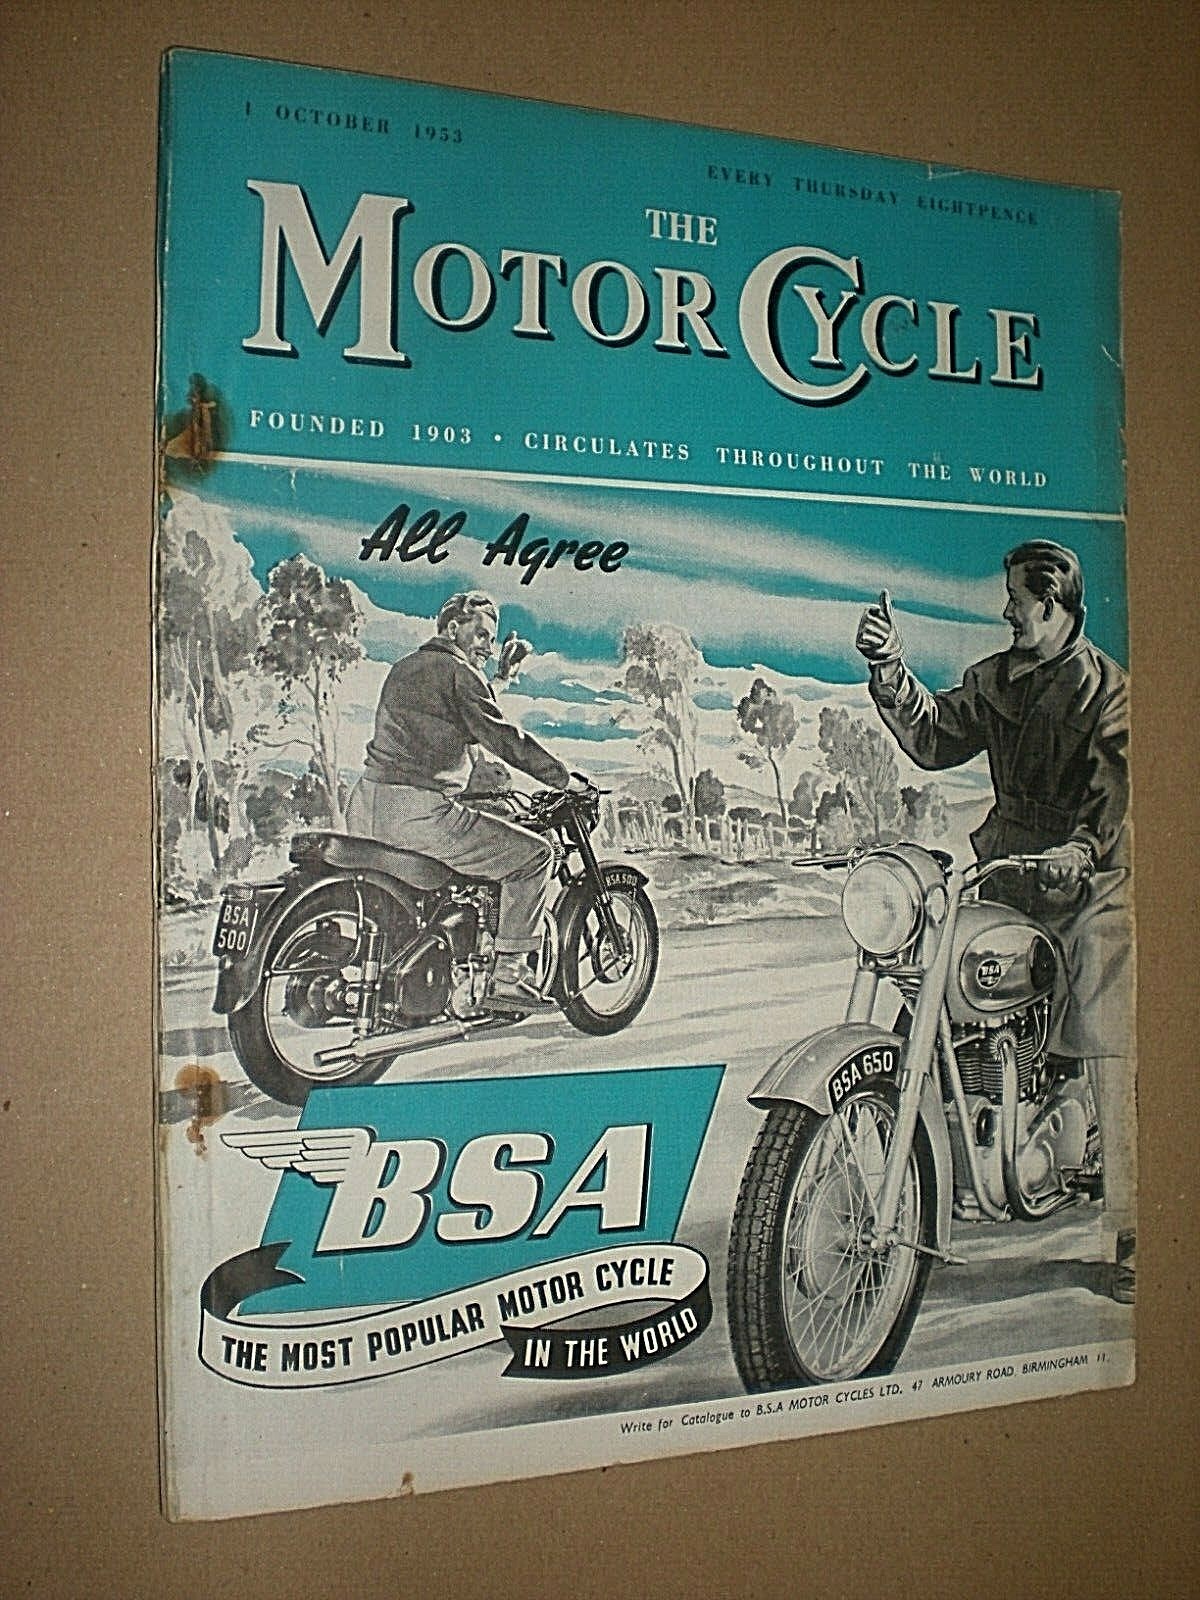 1 OCTOBER 1953
EVERY THURSDAY EIGHTPENCE
THE
MOTOR CYCLE
FOUNDED 1903 • CIRCULATES THROUGHOUT THE WORLD
All Agree
BSA 500
BSA
500
BSA
BSA 650
BSA
THE MOST POPULAR MOTOR CYCLE
IN THE WORLD
Write for Catalogue to B.S.A MOTOR CYCLES LTD. 47 ARMOURY ROAD. BIRMINGHAM 11.